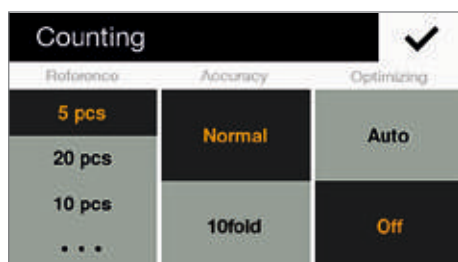 Counting
Reference Accuracy Optimizing
5 pcs
20 pcs
10 pcs
• • •
Normal
10fold
Auto
Off